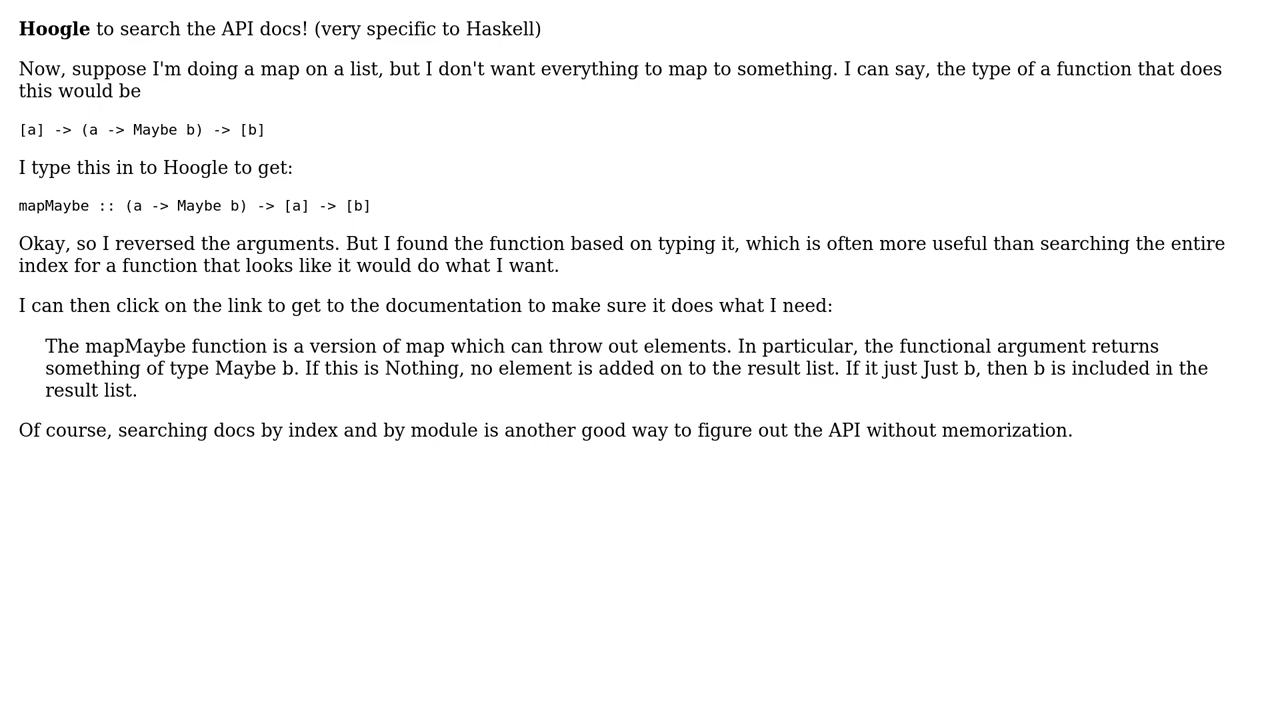 Hoogle to search the API docs! (very specific to Haskell)
Now, suppose I'm doing a map on a list, but I don't want everything to map to something. I can say, the type of a function that does
this would be
[a] -> (a -> Maybe b) -> [b]
I type this in to Hoogle to get:
mapMaybe :: (a -> Maybe b) -> [a] -> [b]
Okay, so I reversed the arguments. But I found the function based on typing it, which is often more useful than searching the entire
index for a function that looks like it would do what I want.
I can then click on the link to get to the documentation to make sure it does what I need:
The mapMaybe function is a version of map which can throw out elements. In particular, the functional argument returns
something of type Maybe b. If this is Nothing, no element is added on to the result list. If it just Just b, then b is included in the
result list.
Of course, searching docs by index and by module is another good way to figure out the API without memorization.